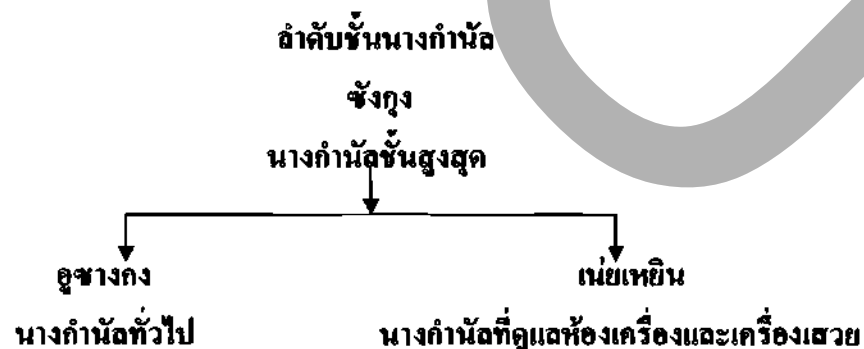 ลำดับชั้นนางกำนัล
ซังกุง
นางกำนัลชั้นสูงสุด
อูซางกง
เน่ยเหยิน
นางกำนัลทั่วไป
นางกำนัลที่ดูแลห้องเครื่องและเครื่องเสวย